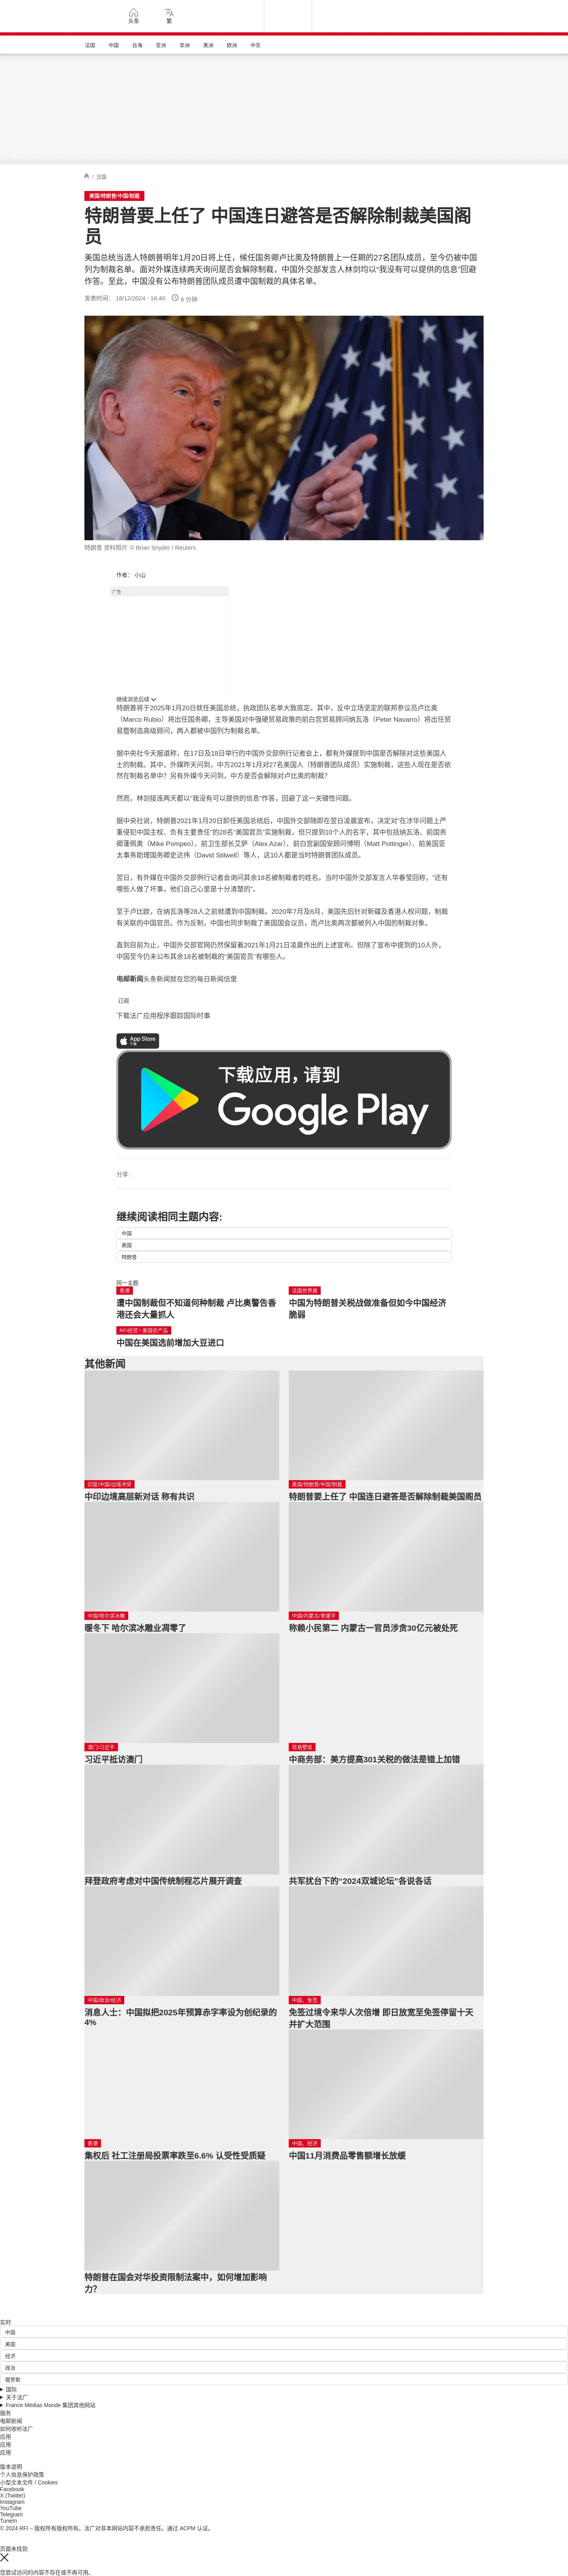 头条
繁
法国
中国
台海
亚洲
非洲
美洲
欧洲
中东
/ 中国
美国/特朗普/中国/制裁
特朗普要上任了 中国连日避答是否解除制裁美国阁
员
美国总统当选人特朗普明年1月20日将上任，候任国务卿卢比奥及特朗普上一任期的27名团队成员，至今仍被中国
列为制裁名单。面对外媒连续两天询问是否会解除制裁，中国外交部发言人林剑均以“我没有可以提供的信息”回避
作答。至此，中国没有公布特朗普团队成员遭中国制裁的具体名单。
发表时间： 18/12/2024 - 16:40 6 分钟
特朗普 资料照片 © Brian Snyder / Reuters
作者： 小山
广告
继续浏览后续
特朗普将于2025年1月20日就任美国总统，执政团队名单大致底定。其中，反中立场坚定的联邦参议员卢比奥
（Marco Rubio）将出任国务卿，主导美国对中强硬贸易政策的前白宫贸易顾问纳瓦洛（Peter Navarro）将出任贸
易暨制造高级顾问，两人都被中国列为制裁名单。
据中央社今天报道称，在17日及18日举行的中国外交部例行记者会上，都有外媒提到中国是否解除对这些美国人
士的制裁。其中，外媒昨天问到，中方2021年1月对27名美国人（特朗普团队成员）实施制裁，这些人现在是否依
然在制裁名单中？另有外媒今天问到，中方是否会解除对卢比奥的制裁？
然而，林剑接连两天都以“我没有可以提供的信息”作答，回避了这一关键性问题。
据中央社说，特朗普2021年1月20日卸任美国总统后，中国外交部随即在翌日凌晨宣布，决定对“在涉华问题上严
重侵犯中国主权、负有主要责任”的28名“美国官员”实施制裁，但只提到10个人的名字，其中包括纳瓦洛、前国务
卿蓬佩奥（Mike Pompeo）、前卫生部长艾萨（Alex Azar）、前白宫副国安顾问博明（Matt Pottinger）、前美国亚
太事务助理国务卿史达伟（David Stilwell）等人，这10人都是当时特朗普团队成员。
翌日，有外媒在中国外交部例行记者会询问其余18名被制裁者的姓名。当时中国外交部发言人华春莹回称，“还有
哪些人做了坏事，他们自己心里是十分清楚的”。
至于卢比欧，在纳瓦洛等28人之前就遭到中国制裁。2020年7月及8月，美国先后针对新疆及香港人权问题，制裁
有关联的中国官员。作为反制，中国也同步制裁了美国国会议员，而卢比奥两次都被列入中国的制裁对象。
直到目前为止，中国外交部官网仍然保留着2021年1月21日凌晨作出的上述宣布。但除了宣布中提到的10人外，
中国至今仍未公布其余18名被制裁的“美国官员”有哪些人。
电邮新闻头条新闻就在您的每日新闻信里
订阅
下载法广应用程序跟踪国际时事
App Store
下载
下载应用，请到
Google Play
分享 :
继续阅读相同主题内容:
中国
美国
特朗普
同一主题
香港
遭中国制裁但不知道何种制裁 卢比奥警告香
港还会大量抓人
法国世界报
中国为特朗普关税战做准备但如今中国经济
脆弱
RFI经贸 / 美国农产品
中国在美国选前增加大豆进口
其他新闻
印度/中国/边境冲突
中印边境高层新对话 称有共识
美国/特朗普/中国/制裁
特朗普要上任了 中国连日避答是否解除制裁美国阁员
中国/哈尔滨冰雕
暖冬下 哈尔滨冰雕业凋零了
中国/内蒙古/李建平
称赖小民第二 内蒙古一官员涉贪30亿元被处死
澳门/习近平
习近平抵访澳门
贸易壁垒
中商务部：美方提高301关税的做法是错上加错
拜登政府考虑对中国传统制程芯片展开调查
共军扰台下的“2024双城论坛”各说各话
中国/政治/经济
消息人士：中国拟把2025年预算赤字率设为创纪录的
4%
中国、免签
免签过境令来华人次倍增 即日放宽至免签停留十天
并扩大范围
香港
集权后 社工注册局投票率跌至6.6% 认受性受质疑
中国、经济
中国11月消费品零售额增长放缓
特朗普在国会对华投资限制法案中，如何增加影响
力？
实时
中国
美国
经济
政治
俄罗斯
国际
关于法广
France Médias Monde 集团其他网站
服务
电邮新闻
如何收听法广
应用
应用
应用
版本说明
个人信息保护政策
小型文本文件 / Cookies
Facebook
X (Twitter)
Instagram
YouTube
Telegram
TuneIn
© 2024 RFI – 版权所有版权所有。法广对非本网站内容不承担责任。通过 ACPM 认证。
页面未找到
您尝试访问的内容不存在或不再可用。